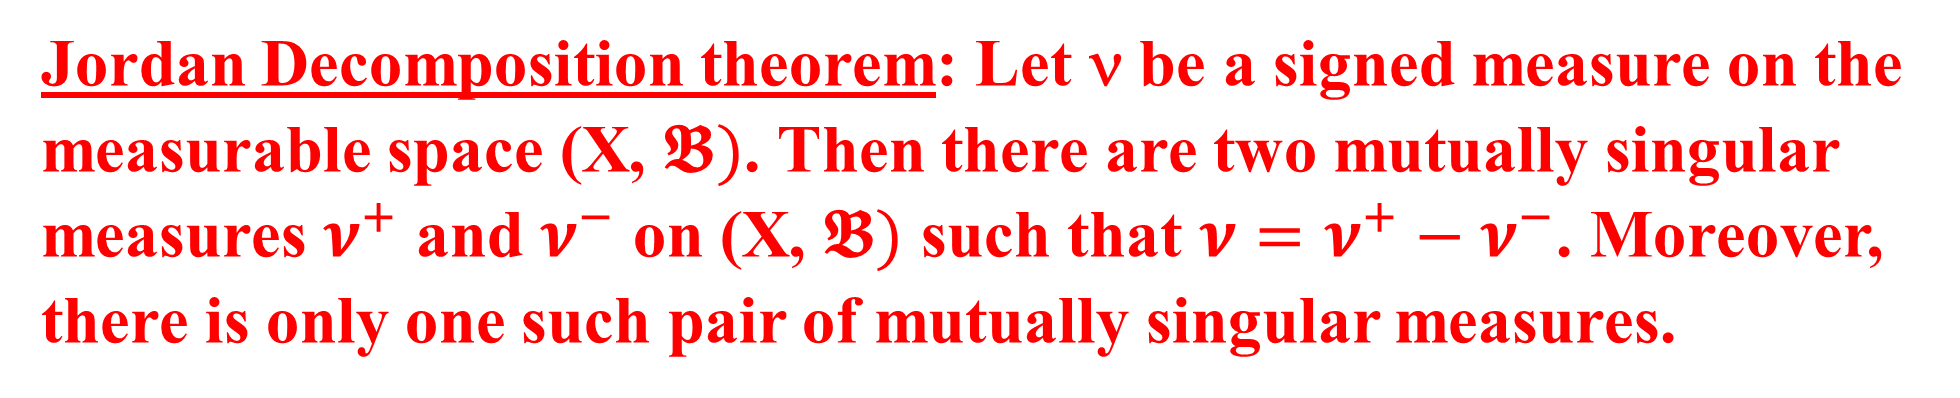 Jordan Decomposition theorem: Let ν be a signed measure on the
measurable space (X, 𝕭). Then there are two mutually singular
measures ν⁺ and ν⁻ on (X, 𝕭) such that ν = ν⁺ − ν⁻. Moreover,
there is only one such pair of mutually singular measures.